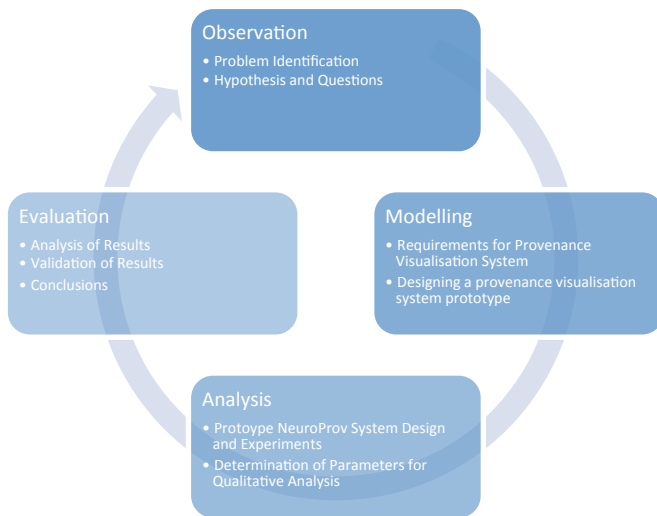 Observation
• Problem Identification
• Hypothesis and Questions
Modelling
• Requirements for Provenance
Visualisation System
• Designing a provenance visualisation
system prototype
Analysis
• Protoype NeuroProv System Design
and Experiments
• Determination of Parameters for
Qualitative Analysis
Evaluation
• Analysis of Results
• Validation of Results
• Conclusions